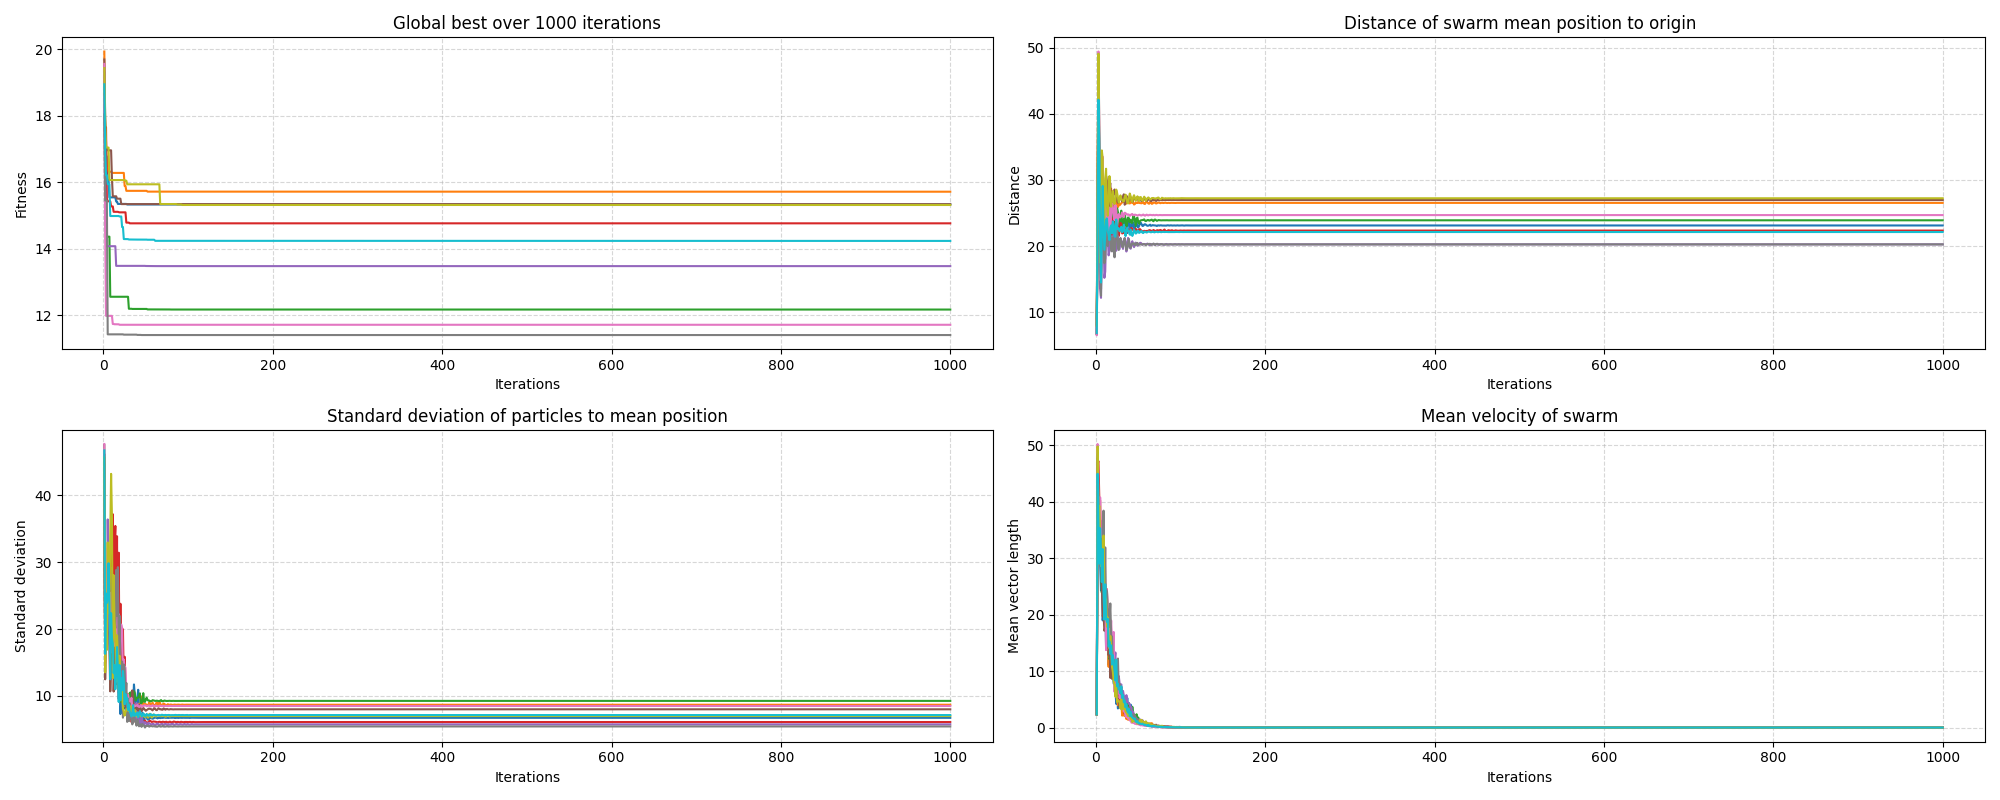 Global best over 1000 iterations
20
18
16
14
12
Fitness
0 200 400 600 800 1000
Iterations
Distance of swarm mean position to origin
50
40
30
20
10
Distance
0 200 400 600 800 1000
Iterations
Standard deviation of particles to mean position
40
30
20
10
Standard deviation
0 200 400 600 800 1000
Iterations
Mean velocity of swarm
50
40
30
20
10
0
Mean vector length
0 200 400 600 800 1000
Iterations